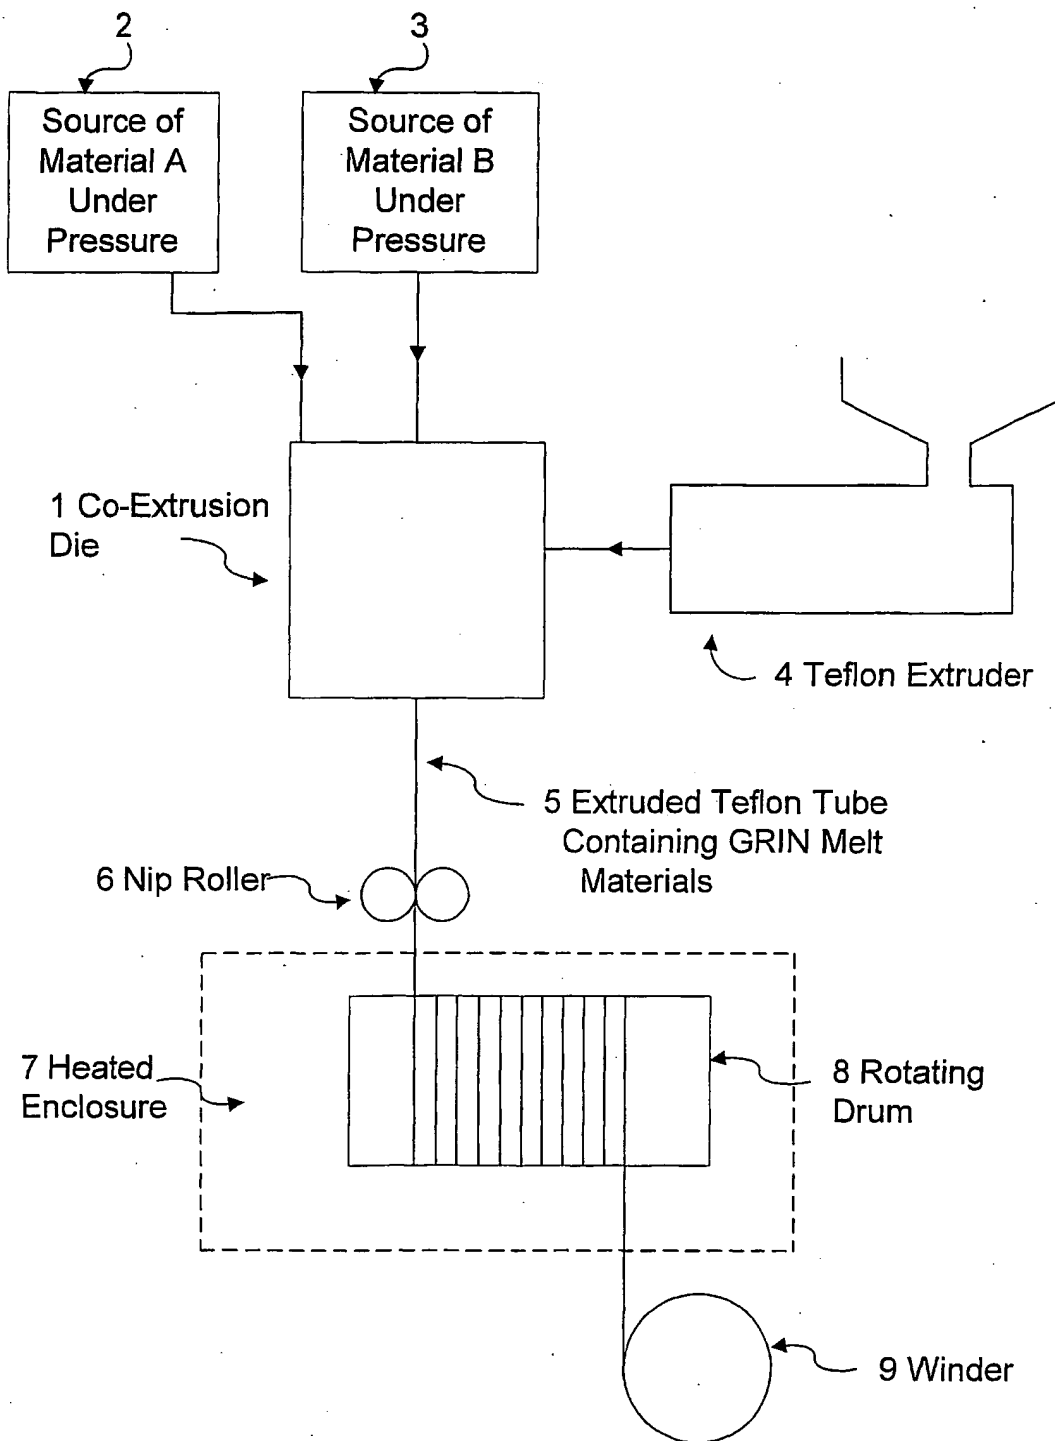 2
3
Source of
Material A
Under
Pressure
Source of
Material B
Under
Pressure
1 Co-Extrusion
Die
4 Teflon Extruder
5 Extruded Teflon Tube
Containing GRIN Melt
Materials
6 Nip Roller
7 Heated
Enclosure
8 Rotating
Drum
9 Winder